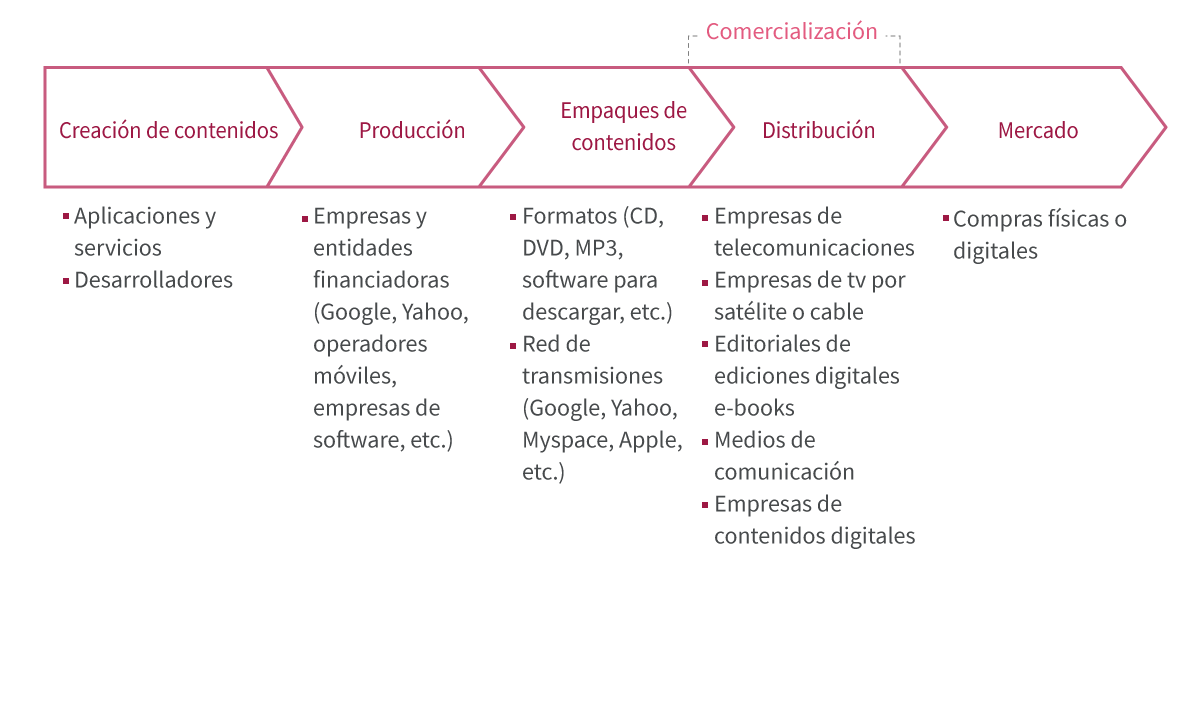 Comercialización
Creación de contenidos
Producción
Empaques de
contenidos
Distribución
Mercado
Aplicaciones y
servicios
Desarrolladores
Empresas y
entidades
financiadoras
(Google, Yahoo,
operadores
móviles,
empresas de
software, etc.)
Formatos (CD,
DVD, MP3,
software para
descargar, etc.)
Red de
transmisiones
(Google, Yahoo,
Myspace, Apple,
etc.)
Empresas de
telecomunicaciones
Empresas de tv por
satélite o cable
Editoriales de
ediciones digitales
e-books
Medios de
comunicación
Empresas de
contenidos digitales
Compras físicas o
digitales